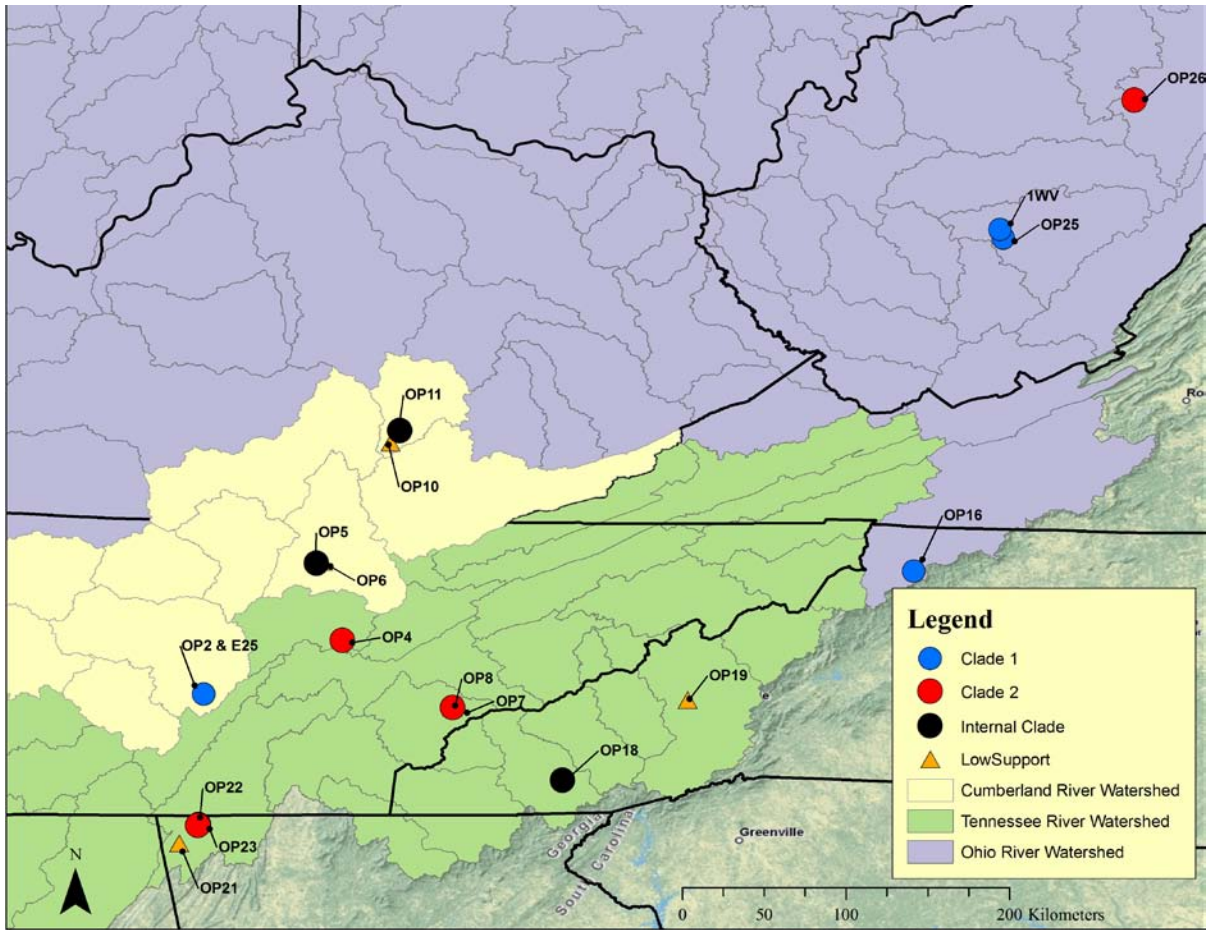 OP26
1WV
OP25
Ro
OP11
OP10
OP16
OP5
OP6
OP2 & E25
OP4
OP8
OP7
OP19
e
OP18
OP22
OP23
OP21
N
Georgia
South Carolina
Greenville
Legend
Clade 1
Clade 2
Internal Clade
LowSupport
Cumberland River Watershed
Tennessee River Watershed
Ohio River Watershed
0 50 100 200 Kilometers